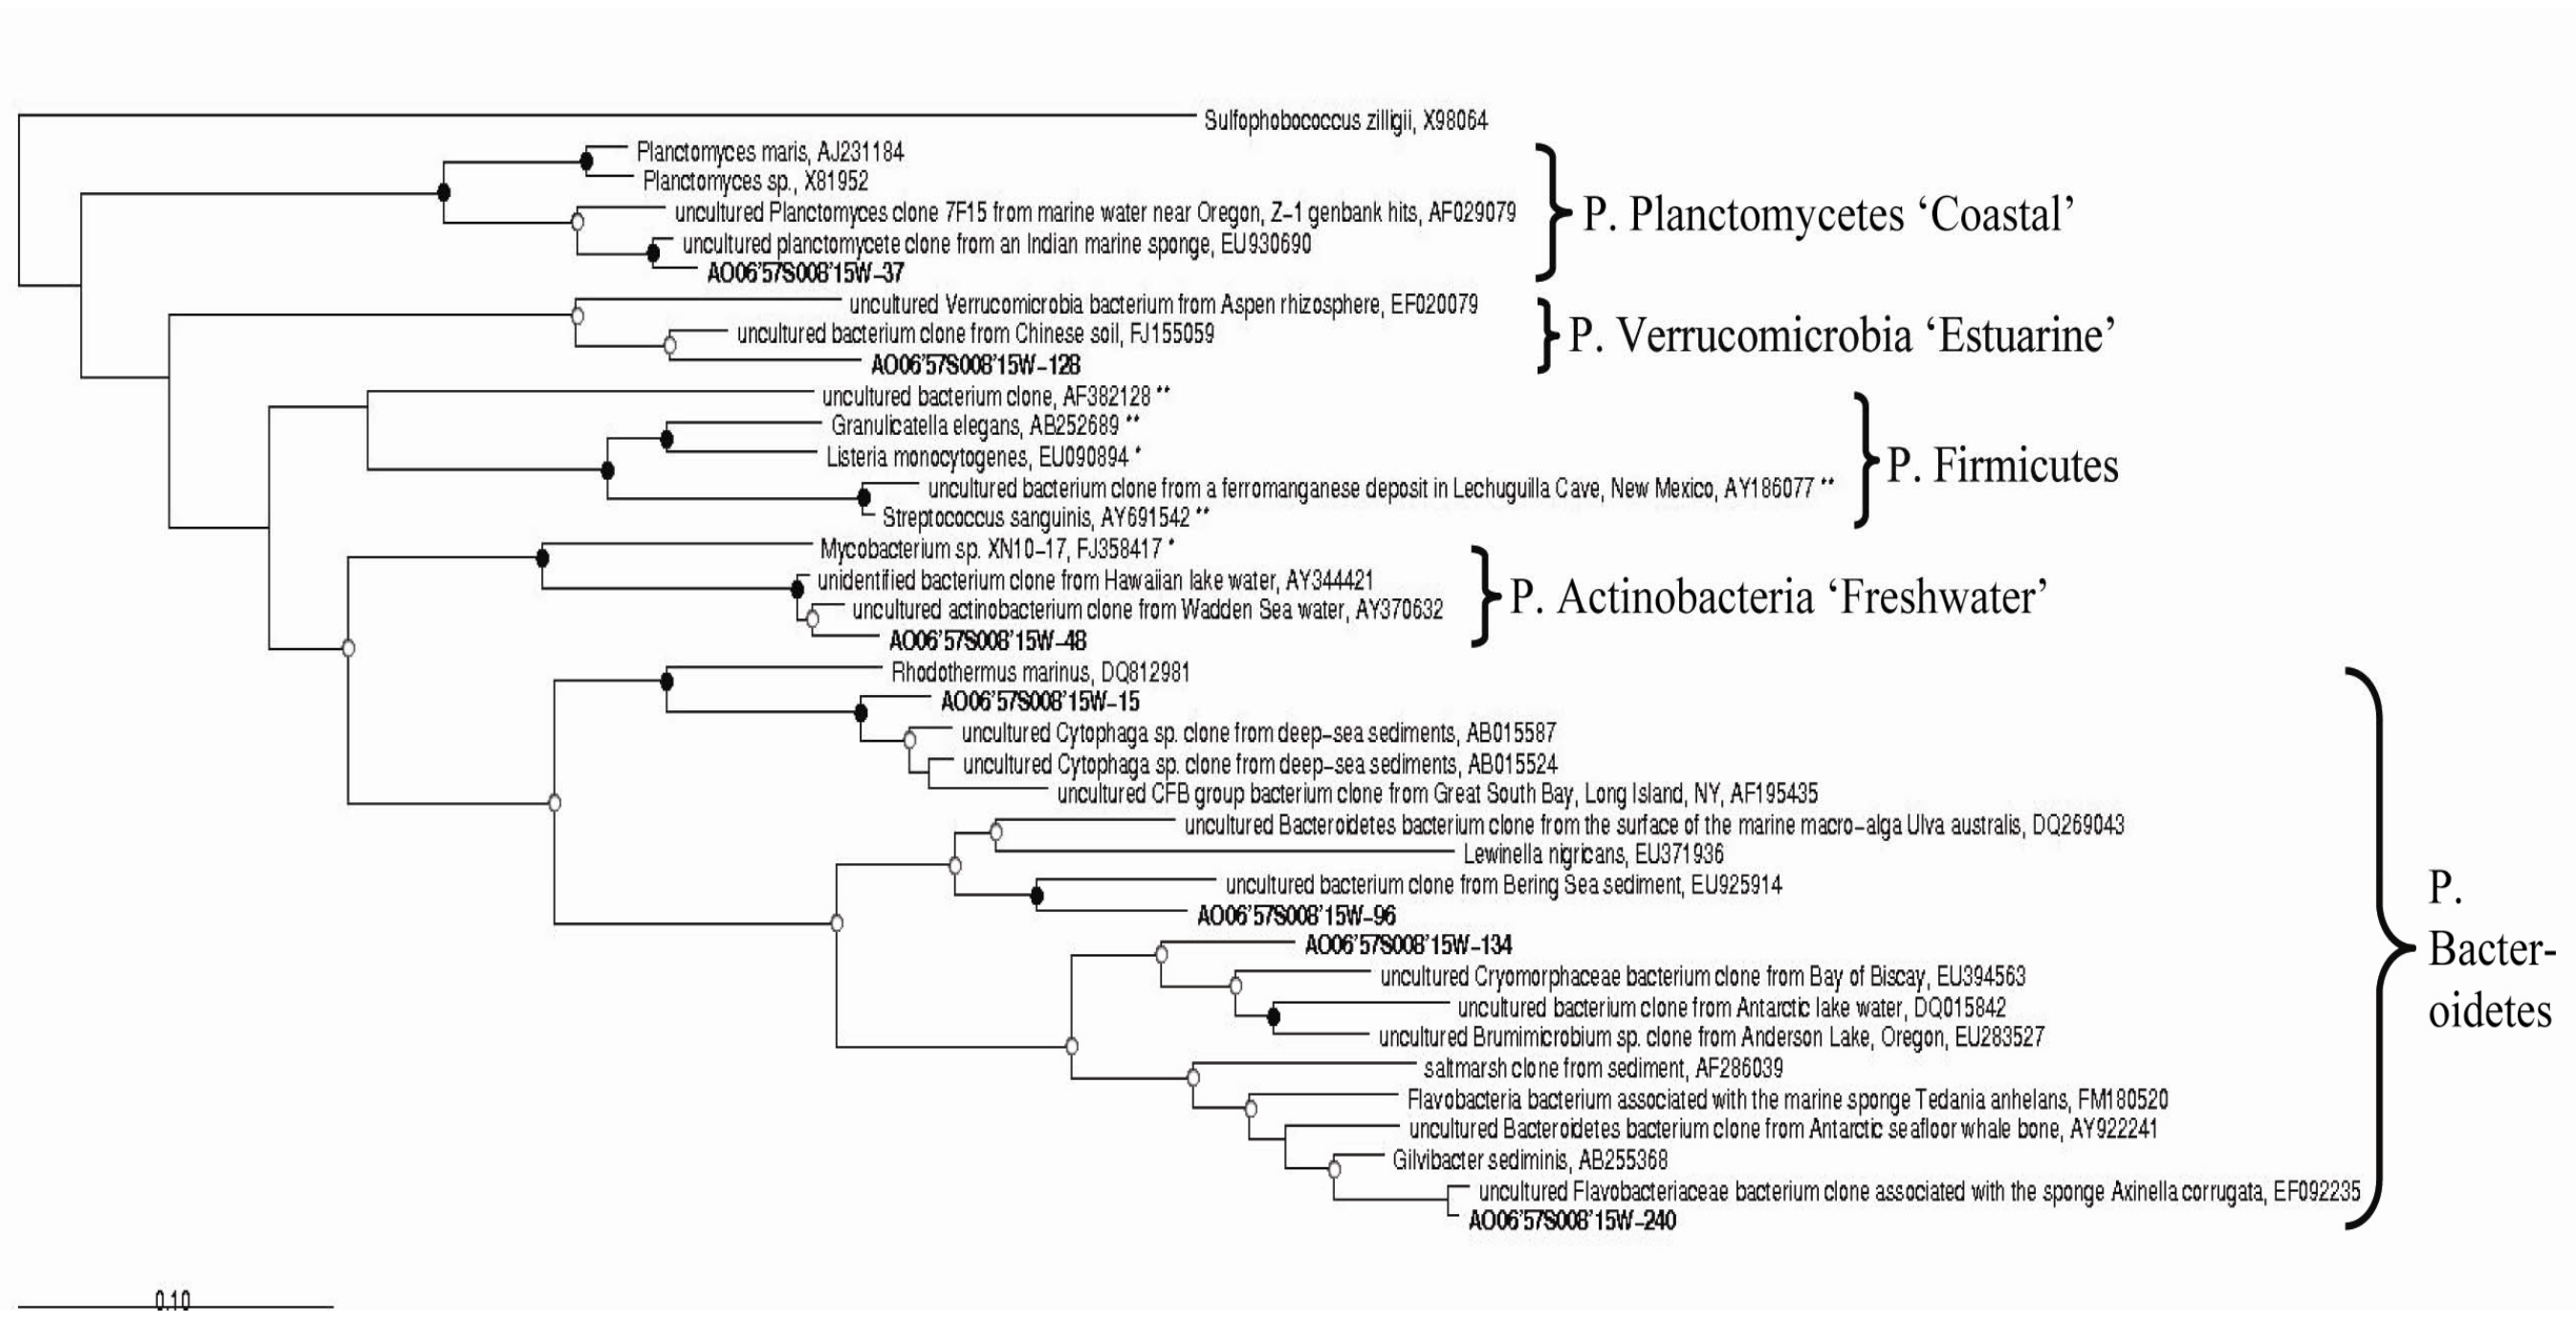 Sulfophobococcus zilligii, X98064
Planctomyces maris, AJ231184
Planctomyces sp., X81952
uncultured Planctomyces clone 7F15 from marine water near Oregon, Z-1 genbank hits, AF029079
uncultured planctomycete clone from an Indian marine sponge, EU930690
AO06'57S008'15W-37
P. Planctomycetes ‘Coastal’
uncultured Verrucomicrobia bacterium from Aspen rhizosphere, EF020079
uncultured bacterium clone from Chinese soil, FJ155059
AO06'57S008'15W-128
P. Verrucomicrobia ‘Estuarine’
uncultured bacterium clone, AF382128 **
Granulicatella elegans, AB252689 **
Listeria monocytogenes, EU090894 *
uncultured bacterium clone from a ferromanganese deposit in Lechuguilla Cave, New Mexico, AY186077 **
Streptococcus sanguinis, AY691542 **
P. Firmicutes
Mycobacterium sp. XN10-17, FJ358417 *
unidentified bacterium clone from Hawaiian lake water, AY344421
uncultured actinobacterium clone from Wadden Sea water, AY370632
AO06'57S008'15W-48
P. Actinobacteria ‘Freshwater’
Rhodothermus marinus, DQ812981
AO06'57S008'15W-15
uncultured Cytophaga sp. clone from deep-sea sediments, AB015587
uncultured Cytophaga sp. clone from deep-sea sediments, AB015524
uncultured CFB group bacterium clone from Great South Bay, Long Island, NY, AF195435
uncultured Bacteroidetes bacterium clone from the surface of the marine macro-alga Ulva australis, DQ269043
Lewinella nigricans, EU371936
uncultured bacterium clone from Bering Sea sediment, EU925914
AO06'57S008'15W-96
AO06'57S008'15W-134
uncultured Cryomorphaceae bacterium clone from Bay of Biscay, EU394563
uncultured bacterium clone from Antarctic lake water, DQ015842
uncultured Brumimicrobium sp. clone from Anderson Lake, Oregon, EU283527
saltmarsh clone from sediment, AF286039
Flavobacteria bacterium associated with the marine sponge Tedania anhelans, FM180520
uncultured Bacteroidetes bacterium clone from Antarctic seafloor whale bone, AY922241
Gilvibacter sediminis, AB255368
uncultured Flavobacteriaceae bacterium clone associated with the sponge Axinella corrugata, EF092235
AO06'57S008'15W-240
P.
Bacter-
oidetes
0.10